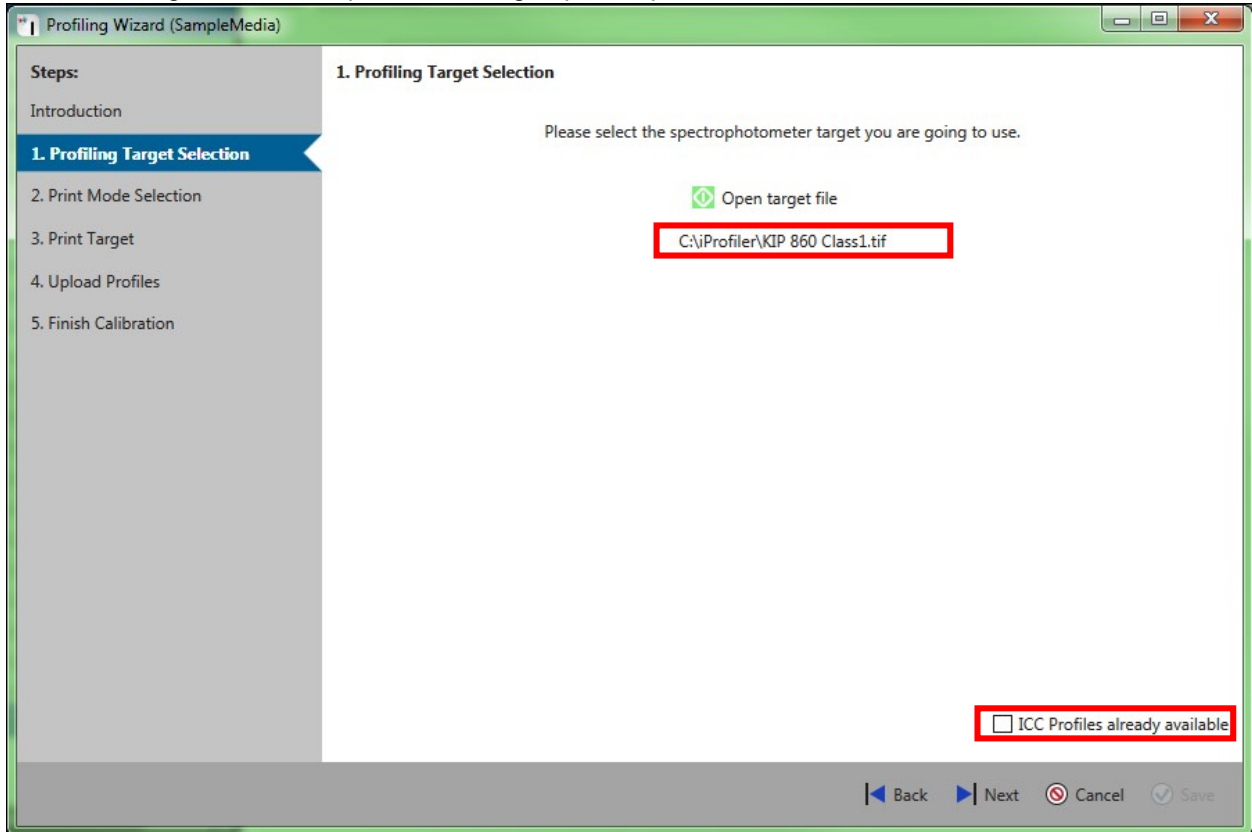 Profiling Wizard (SampleMedia)
Steps:
Introduction
1. Profiling Target Selection
2. Print Mode Selection
3. Print Target
4. Upload Profiles
5. Finish Calibration
1. Profiling Target Selection
Please select the spectrophotometer target you are going to use.
Open target file
C:\iProfiler\KIP 860 Class1.tif
ICC Profiles already available
Back Next Cancel Save